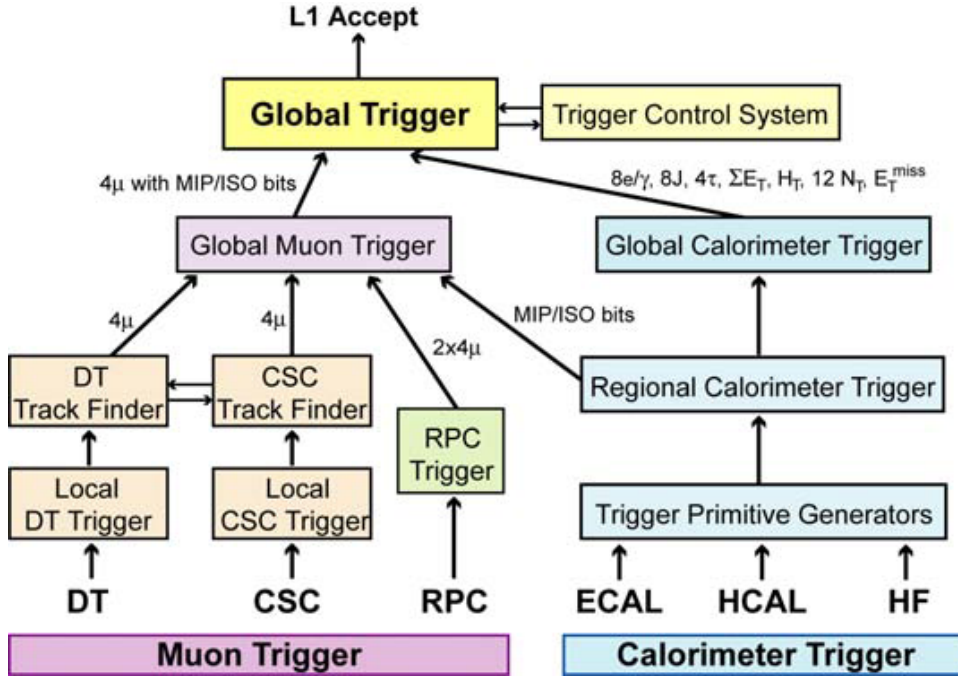 L1 Accept
Global Trigger
Trigger Control System
4μ with MIP/ISO bits
8e/γ, 8J, 4τ, ΣE_T, H_T, 12 N_T, E_T^miss
Global Muon Trigger
Global Calorimeter Trigger
4μ
4μ
2x4μ
MIP/ISO bits
DT
Track Finder
CSC
Track Finder
Regional Calorimeter Trigger
RPC
Trigger
Local
DT Trigger
Local
CSC Trigger
Trigger Primitive Generators
DT
CSC
RPC
ECAL
HCAL
HF
Muon Trigger
Calorimeter Trigger